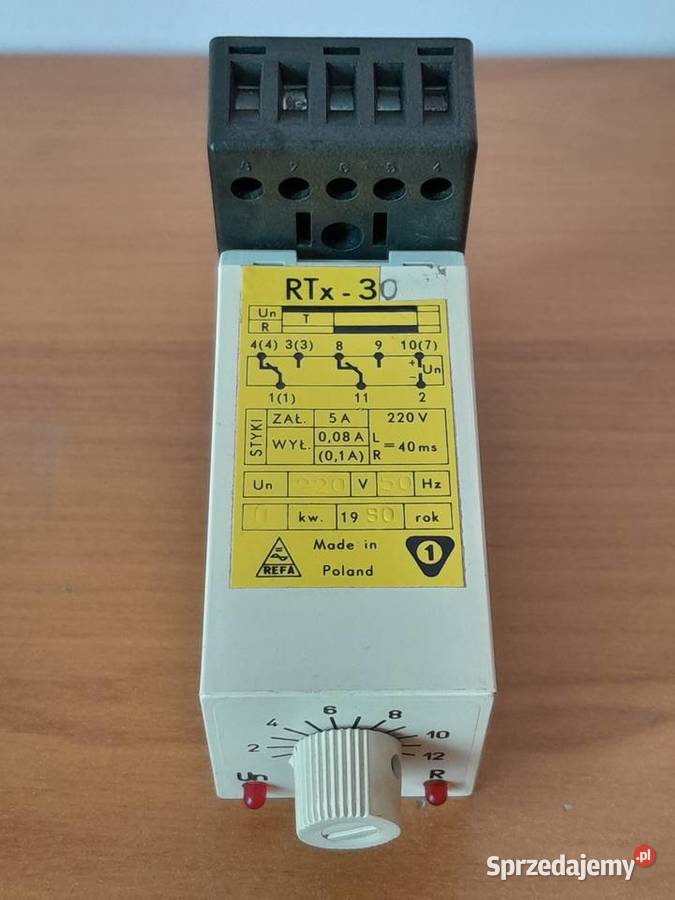 8 7 6 5 4
RTx - 30
Un T
R
4(4) 3(3) 8 9 10(7)
+
− Un
1(1) 11 2
STYKI ZAŁ. 5A 220 V
WYŁ. 0,08 A L
(0,1A) R = 40 ms
Un 220 V 50 Hz
kw. 19 80 rok
REFA Made in 1
Poland
2 4 6 8 10 12
Un R
Sprzedajemy.pl